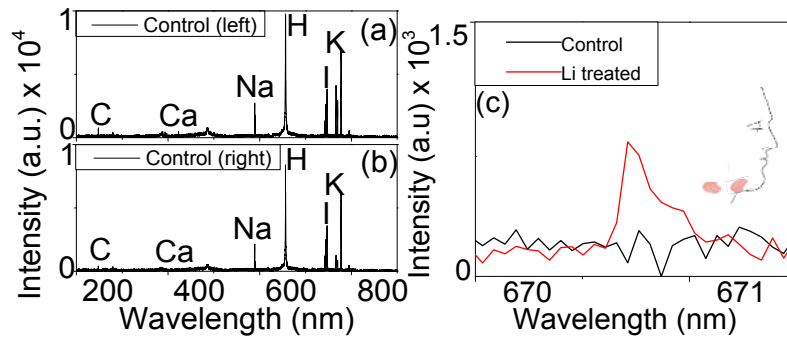 Intensity (a.u.) x 10⁴
1
0
Control (left)
(a)
H
K
I
Na
C
Ca
1
0
Control (right)
(b)
H
K
I
Na
C
Ca
200 400 600 800
Wavelength (nm)
Intensity (a.u.) x 10³
1.5
0
Control
Li treated
(c)
670 671
Wavelength (nm)